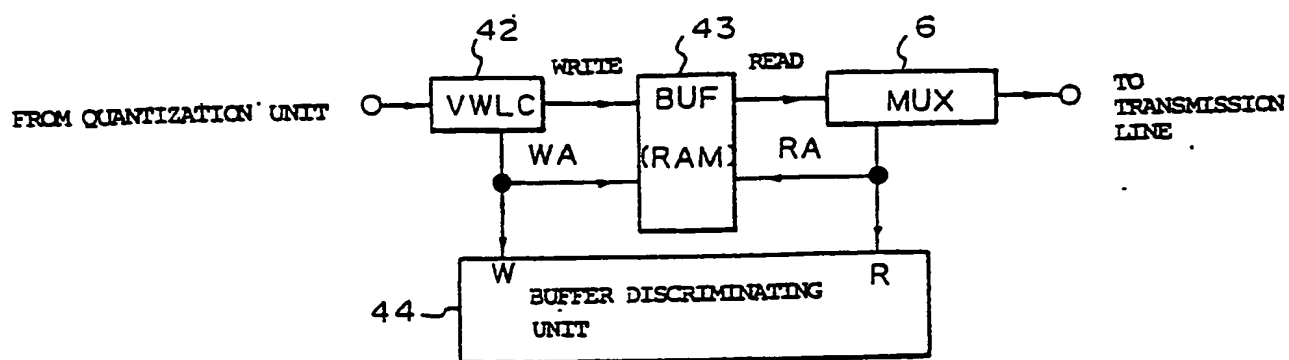 42
43
6
WRITE
READ
FROM QUANTIZATION UNIT
VWLC
BUF
(RAM)
MUX
TO
TRANSMISSION
LINE
WA
RA
W
R
BUFFER DISCRIMINATING
UNIT
44